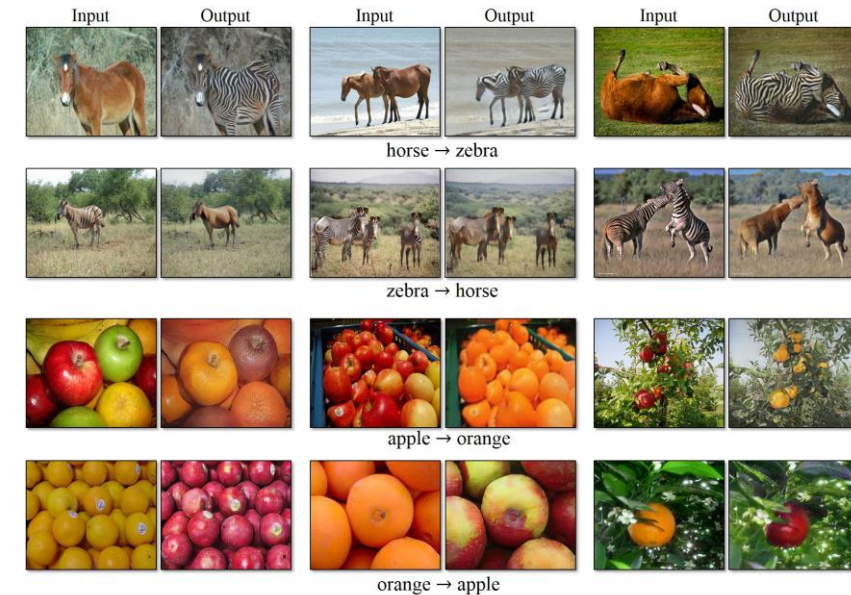 Input Output Input Output Input Output
horse → zebra
zebra → horse
apple → orange
orange → apple